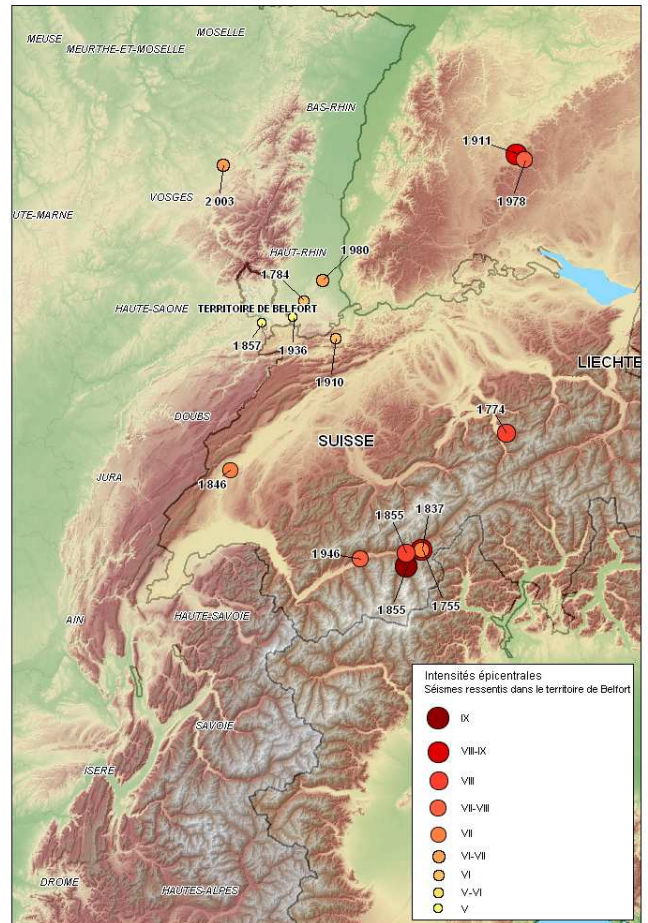 MOSELLE
MEUSE
MEURTHE-ET-MOSELLE
BAS-RHIN
1 911
1 978
VOSGES
2 003
UTE-MARNE
HAUT-RHIN
1 980
1 784
HAUTE-SAONE
TERRITOIRE DE BELFORT
1 857
1 936
1 910
LIECHTE
DOUBS
1 774
SUISSE
JURA
1 846
1 855
1 837
1 946
1 855
1 755
AIN
HAUTE-SAVOIE
SAVOIE
ISERE
DROME
HAUTES-ALPES
Intensités épicentrales
Séismes ressentis dans le territoire de Belfort
IX
VIII-IX
VIII
VII-VIII
VII
VI-VII
VI
V-VI
V